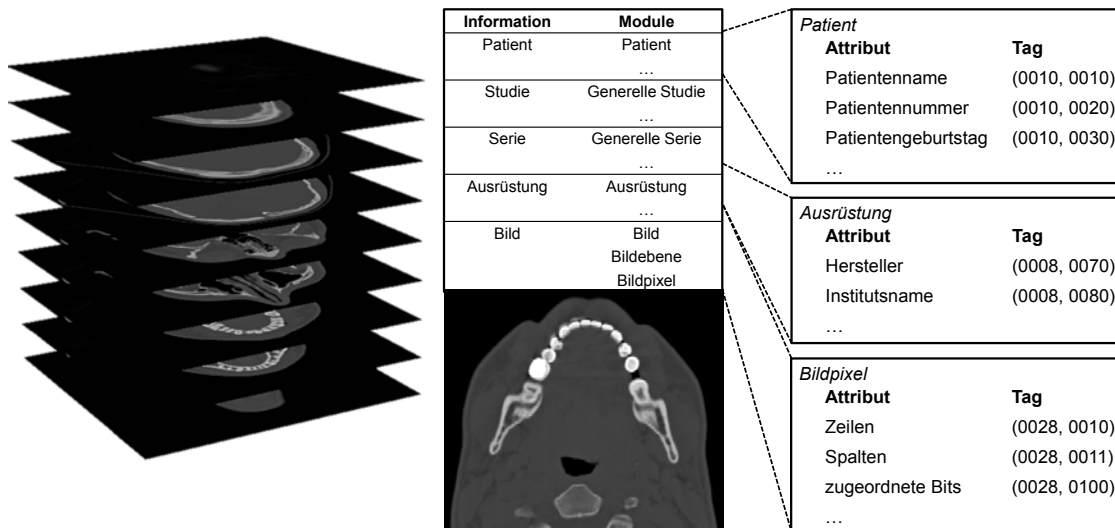 Information Module
Patient Patient
…
Studie Generelle Studie
…
Serie Generelle Serie
…
Ausrüstung Ausrüstung
…
Bild Bild
Bildebene
Bildpixel
Patient
Attribut Tag
Patientenname (0010, 0010)
Patientennummer (0010, 0020)
Patientengeburtstag (0010, 0030)
…
Ausrüstung
Attribut Tag
Hersteller (0008, 0070)
Institutsname (0008, 0080)
…
Bildpixel
Attribut Tag
Zeilen (0028, 0010)
Spalten (0028, 0011)
zugeordnete Bits (0028, 0100)
…